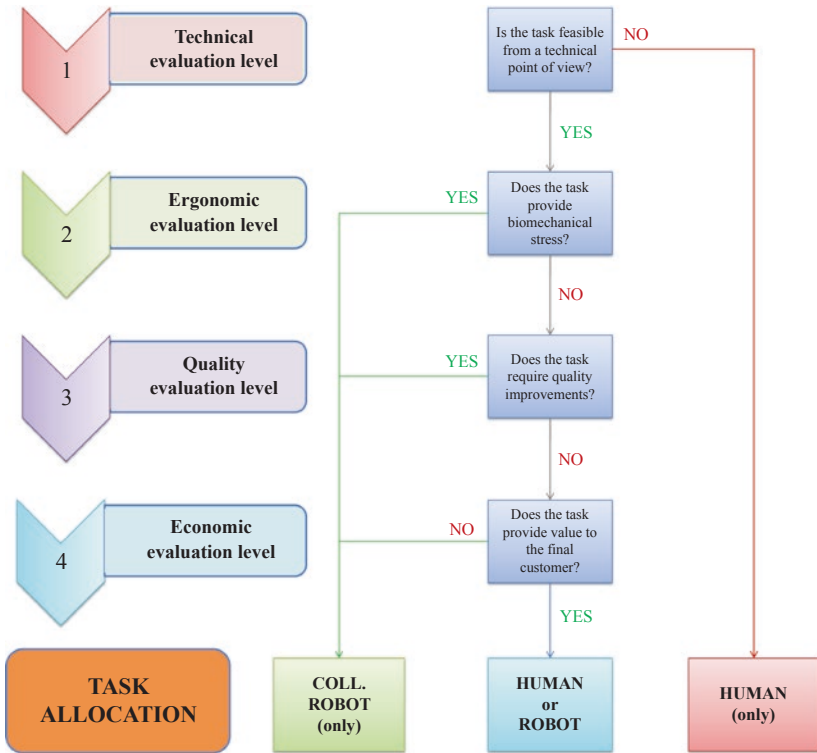 1
Technical
evaluation level
Is the task feasible
from a technical
point of view?
NO
YES
2
Ergonomic
evaluation level
YES
Does the task
provide
biomechanical
stress?
NO
3
Quality
evaluation level
YES
Does the task
require quality
improvements?
NO
4
Economic
evaluation level
NO
Does the task
provide value to
the final
customer?
YES
TASK
ALLOCATION
COLL.
ROBOT
(only)
HUMAN
or
ROBOT
HUMAN
(only)